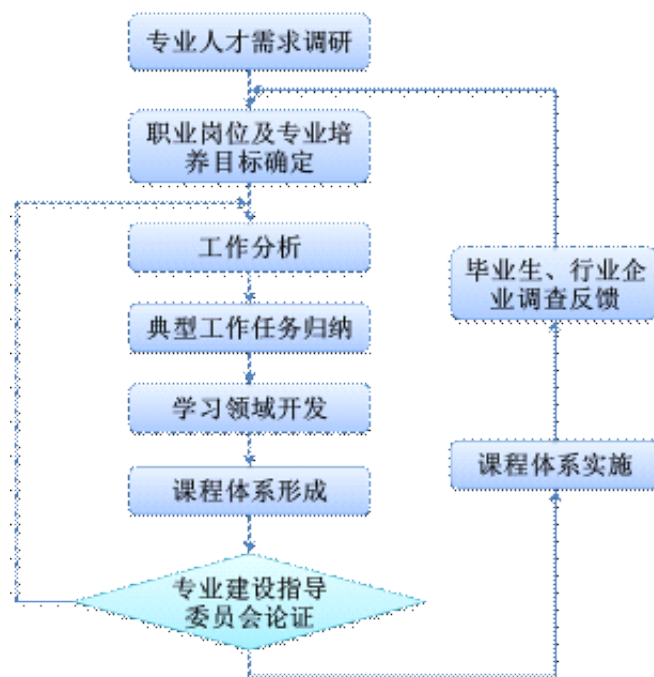 专业人才需求调研
职业岗位及专业培
养目标确定
工作分析
典型工作任务归纳
学习领域开发
课程体系形成
专业建设指导
委员会论证
课程体系实施
毕业生、行业企
业调查反馈